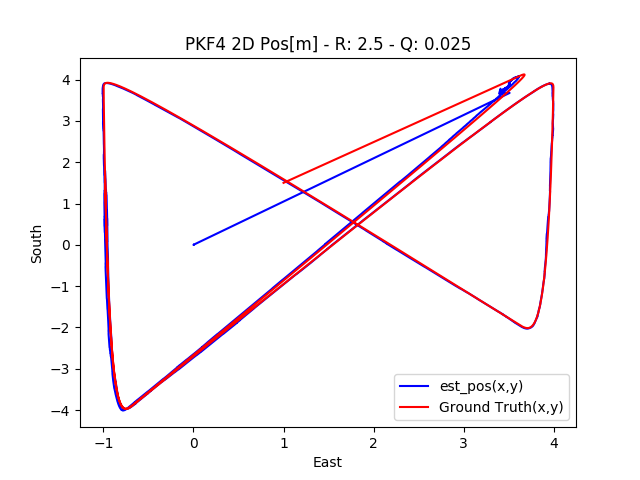 PKF4 2D Pos[m] - R: 2.5 - Q: 0.025
4
3
2
1
0
−1
−2
−3
−4
South
est_pos(x,y)
Ground Truth(x,y)
−1 0 1 2 3 4
East